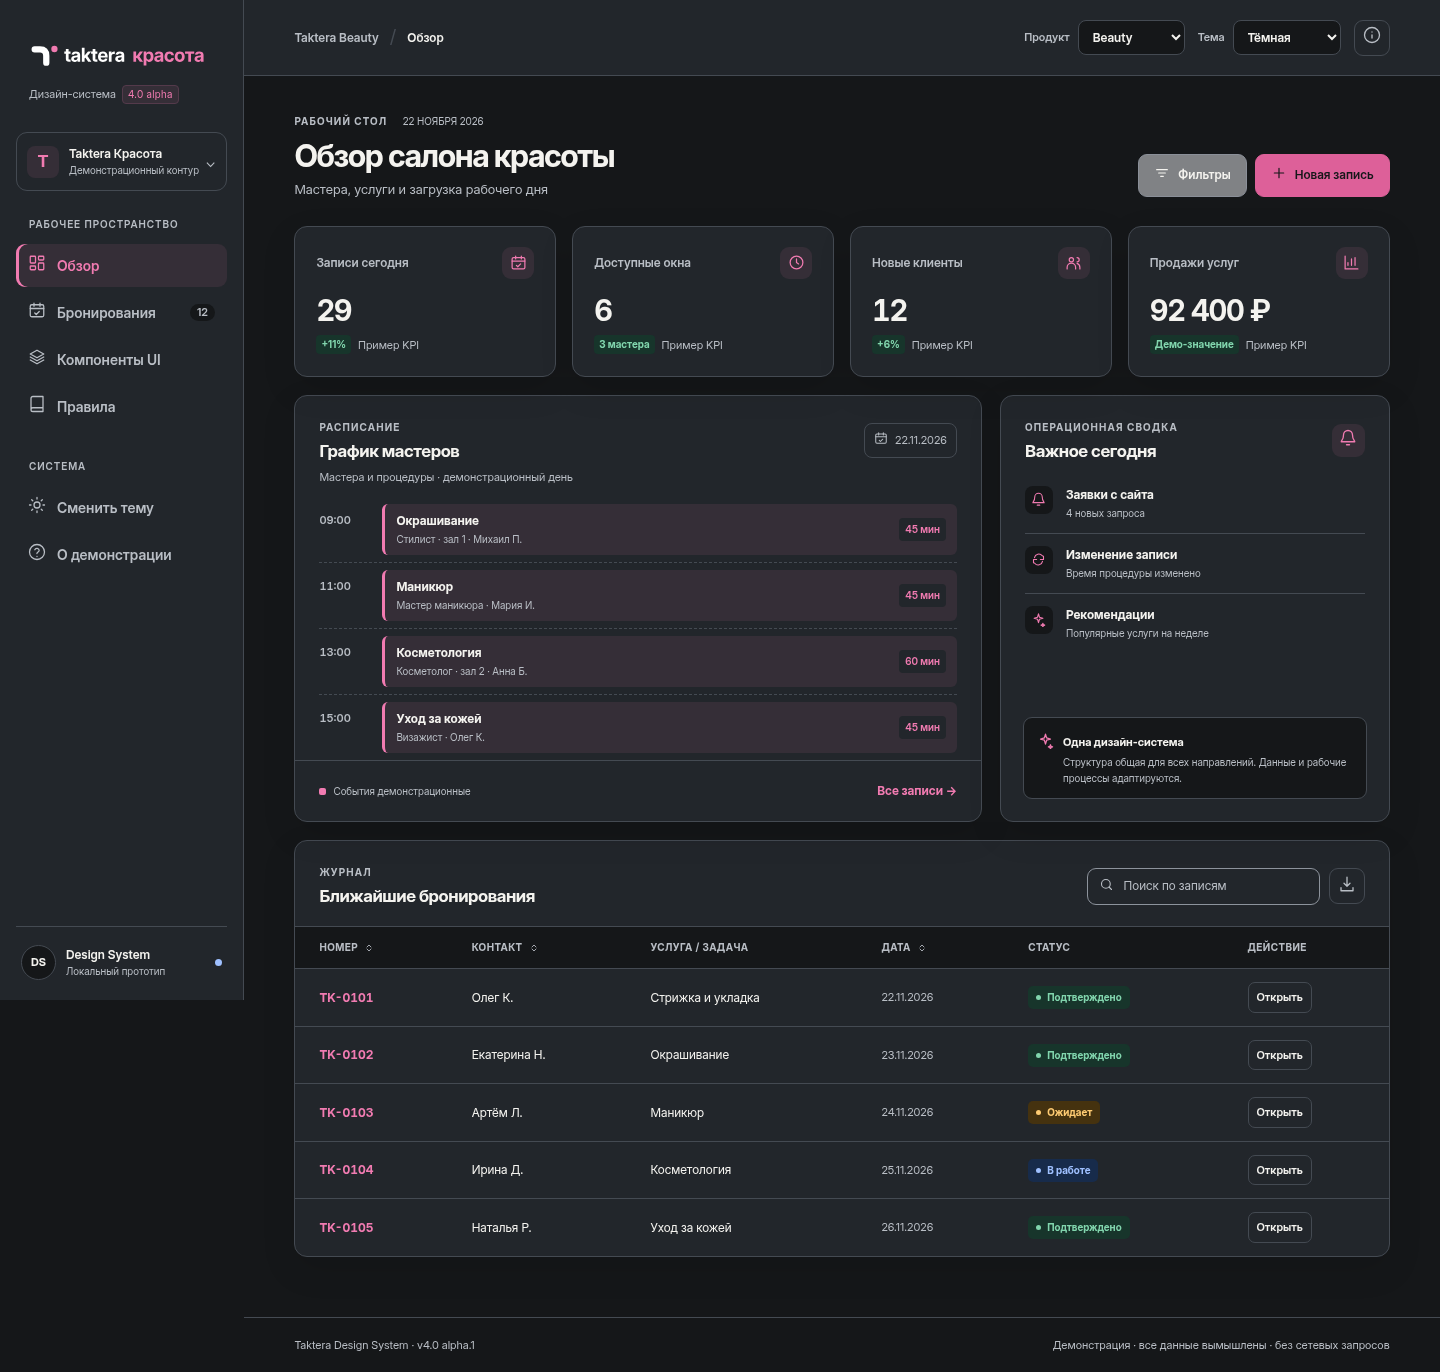 taktera красота
Дизайн-система 4.0 alpha
T
Taktera Красота
Демонстрационный контур
РАБОЧЕЕ ПРОСТРАНСТВО
Обзор
Бронирования 12
Компоненты UI
Правила
СИСТЕМА
Сменить тему
О демонстрации
DS
Design System
Локальный прототип
Taktera Beauty / Обзор
Продукт Beauty Тема Тёмная
РАБОЧИЙ СТОЛ 22 НОЯБРЯ 2026
Обзор салона красоты
Мастера, услуги и загрузка рабочего дня
Фильтры Новая запись
Записи сегодня
29
+11% Пример KPI
Доступные окна
6
3 мастера Пример KPI
Новые клиенты
12
+6% Пример KPI
Продажи услуг
92 400 ₽
Демо-значение Пример KPI
РАСПИСАНИЕ
График мастеров
Мастера и процедуры · демонстрационный день
22.11.2026
09:00 Окрашивание 45 мин
Стилист · зал 1 · Михаил П.
11:00 Маникюр 45 мин
Мастер маникюра · Мария И.
13:00 Косметология 60 мин
Косметолог · зал 2 · Анна Б.
15:00 Уход за кожей 45 мин
Визажист · Олег К.
События демонстрационные Все записи →
ОПЕРАЦИОННАЯ СВОДКА
Важное сегодня
Заявки с сайта
4 новых запроса
Изменение записи
Время процедуры изменено
Рекомендации
Популярные услуги на неделе
Одна дизайн-система
Структура общая для всех направлений. Данные и рабочие
процессы адаптируются.
ЖУРНАЛ
Ближайшие бронирования
Поиск по записям
НОМЕР КОНТАКТ УСЛУГА / ЗАДАЧА ДАТА СТАТУС ДЕЙСТВИЕ
TK-0101 Олег К. Стрижка и укладка 22.11.2026 Подтверждено Открыть
TK-0102 Екатерина Н. Окрашивание 23.11.2026 Подтверждено Открыть
TK-0103 Артём Л. Маникюр 24.11.2026 Ожидает Открыть
TK-0104 Ирина Д. Косметология 25.11.2026 В работе Открыть
TK-0105 Наталья Р. Уход за кожей 26.11.2026 Подтверждено Открыть
Taktera Design System · v4.0 alpha.1 Демонстрация · все данные вымышлены · без сетевых запросов